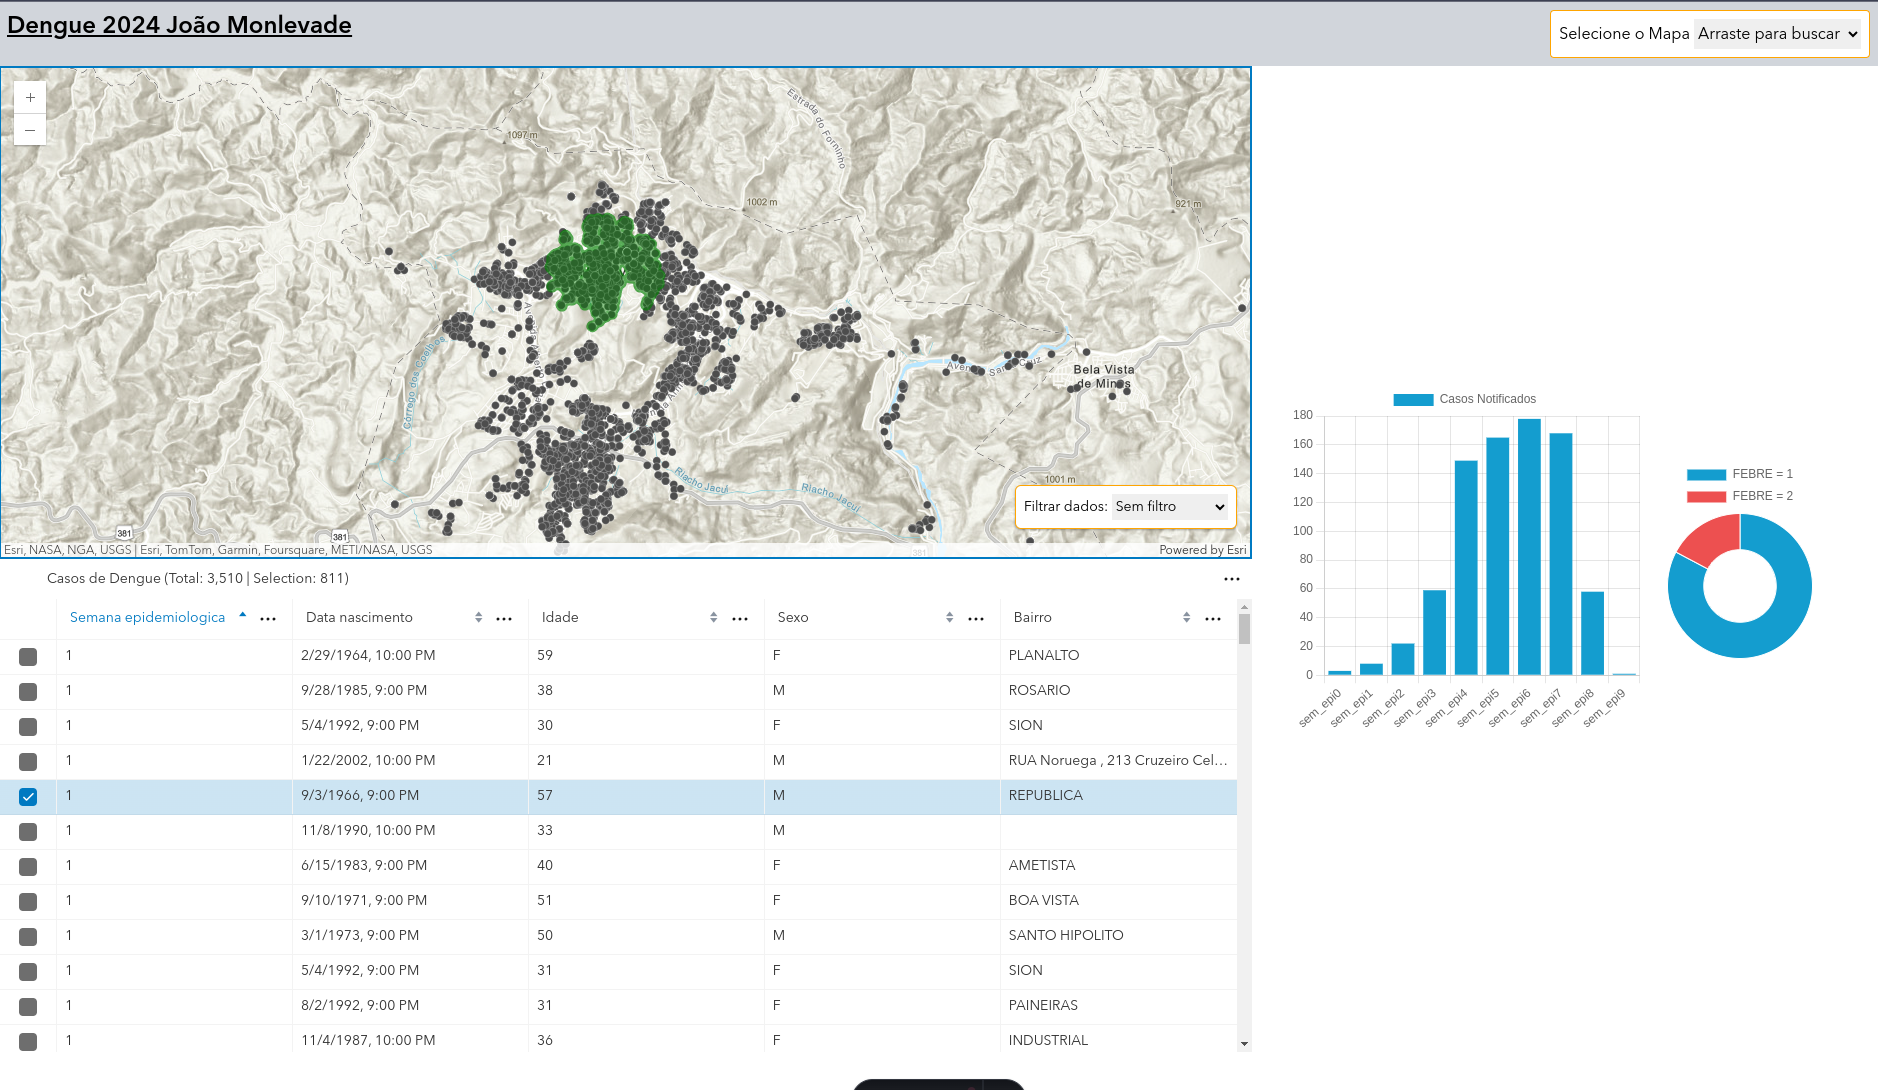 Dengue 2024 João Monlevade
Selecione o Mapa Arraste para buscar
+
−
Estrada do Forninho
1097 m
1002 m
921 m
Córrego dos Coelhos
Avenida
Santa Cruz
Bela Vista
de Minas
Riacho Jacuí
Riacho Jacuí
1001 m
Filtrar dados: Sem filtro
381
381
381
Esri, NASA, NGA, USGS | Esri, TomTom, Garmin, Foursquare, METI/NASA, USGS
Powered by Esri
Casos de Dengue (Total: 3,510 | Selection: 811)
Semana epidemiologica Data nascimento Idade Sexo Bairro
1 2/29/1964, 10:00 PM 59 F PLANALTO
1 9/28/1985, 9:00 PM 38 M ROSARIO
1 5/4/1992, 9:00 PM 30 F SION
1 1/22/2002, 10:00 PM 21 M RUA Noruega , 213 Cruzeiro Cel…
1 9/3/1966, 9:00 PM 57 M REPUBLICA
1 11/8/1990, 10:00 PM 33 M
1 6/15/1983, 9:00 PM 40 F AMETISTA
1 9/10/1971, 9:00 PM 51 F BOA VISTA
1 3/1/1973, 9:00 PM 50 M SANTO HIPOLITO
1 5/4/1992, 9:00 PM 31 F SION
1 8/2/1992, 9:00 PM 31 F PAINEIRAS
1 11/4/1987, 10:00 PM 36 F INDUSTRIAL
Casos Notificados
180
160
140
120
100
80
60
40
20
0
sem_epi0 sem_epi1 sem_epi2 sem_epi3 sem_epi4 sem_epi5 sem_epi6 sem_epi7 sem_epi8 sem_epi9
FEBRE = 1
FEBRE = 2